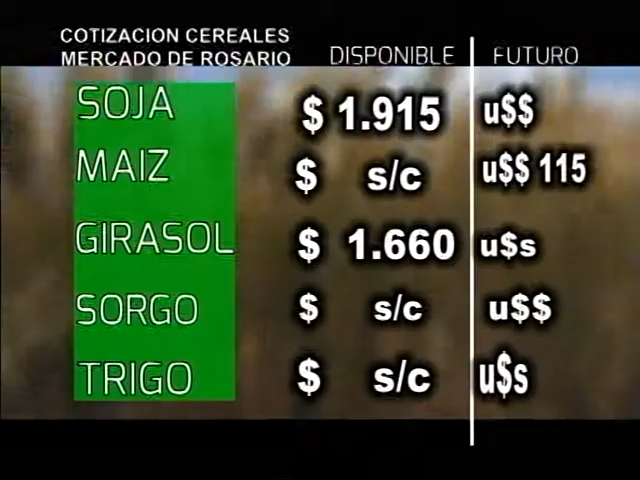 COTIZACION CEREALES
MERCADO DE ROSARIO DISPONIBLE FUTURO
SOJA $ 1.915 u$$
MAIZ $ s/c u$$ 115
GIRASOL $ 1.660 u$s
SORGO $ s/c u$$
TRIGO $ s/c u$s